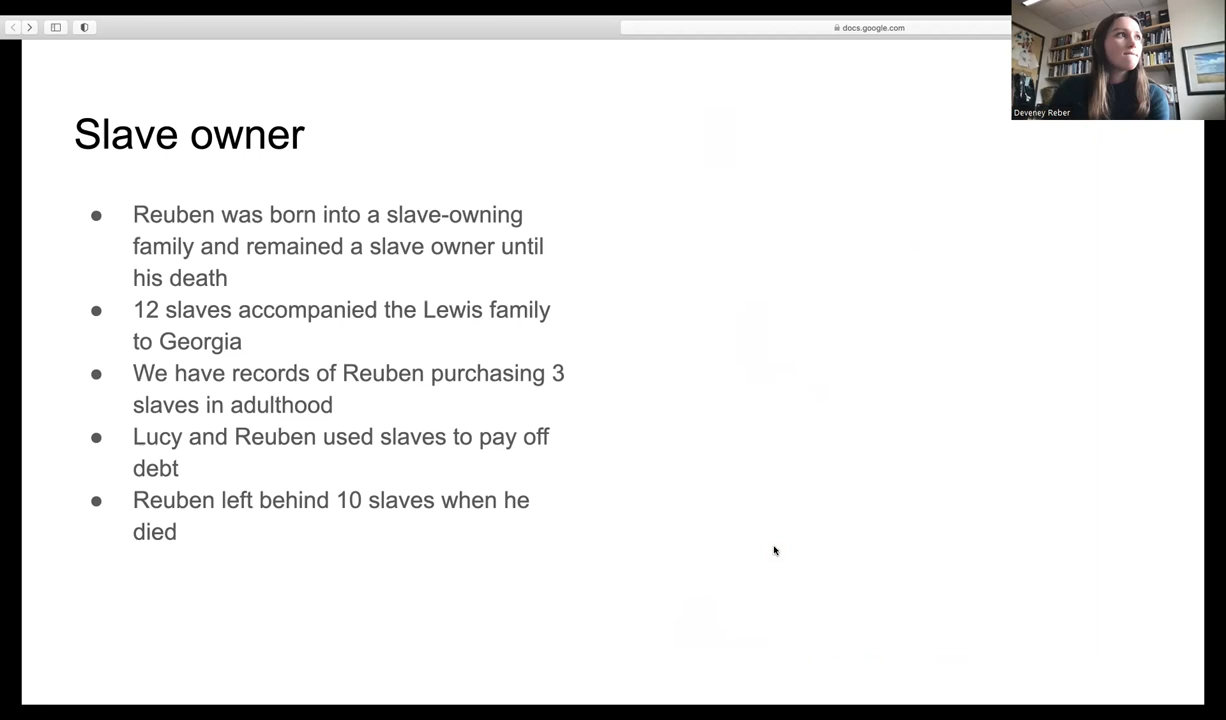 docs.google.com
Deveney Reber
Slave owner
● Reuben was born into a slave-owning
family and remained a slave owner until
his death
● 12 slaves accompanied the Lewis family
to Georgia
● We have records of Reuben purchasing 3
slaves in adulthood
● Lucy and Reuben used slaves to pay off
debt
● Reuben left behind 10 slaves when he
died